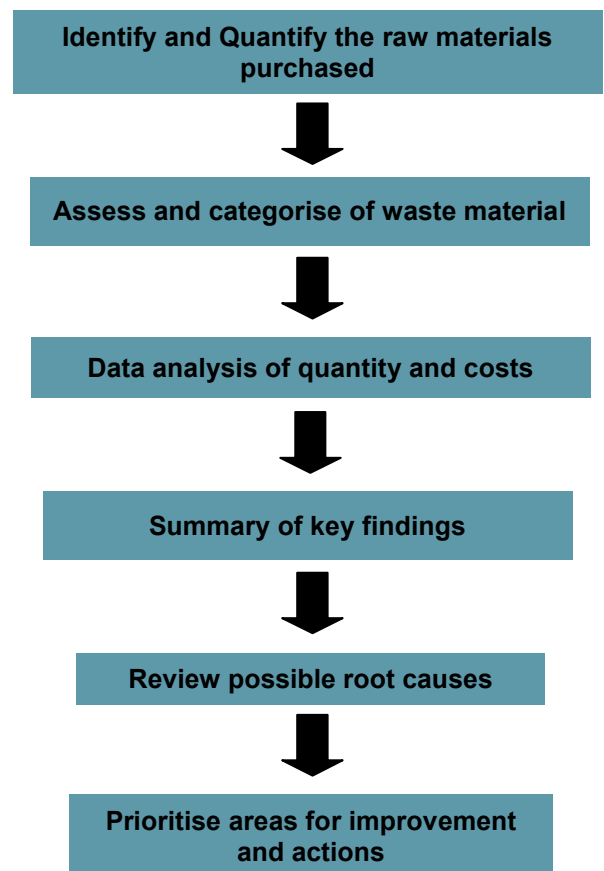 Identify and Quantify the raw materials
purchased
Assess and categorise of waste material
Data analysis of quantity and costs
Summary of key findings
Review possible root causes
Prioritise areas for improvement
and actions